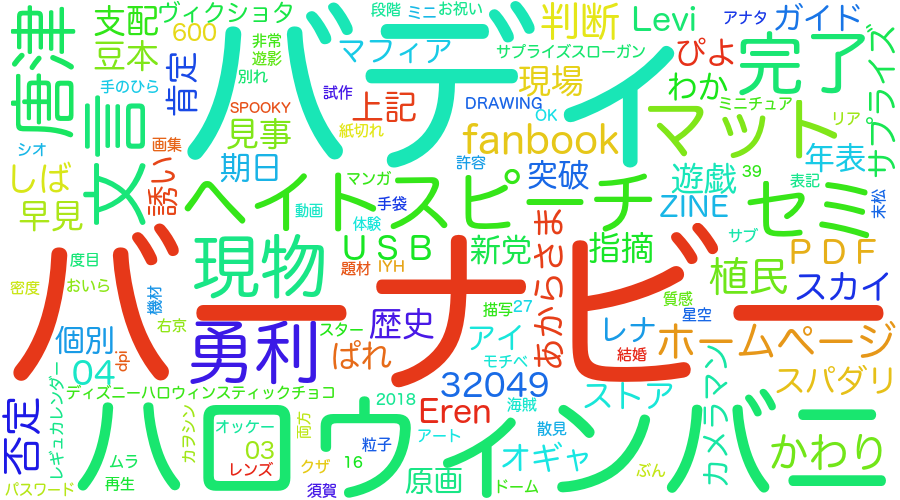 唐津
支配
豆本
ヴィクショタ
600
手のひら
文言
肯定
非常
遊影
別れ
SPOOKY
見事
試作
紙切れ
画集
誘い
期日
シオ
しば
早見
バディ
段階
ミニ
お祝い
マフィア
上記
判断
サプライズスローガン
現場
DRAWING
OK
fanbook
許容
突破
Levi
ぴよ
わか
アナタ
ガイド
完了
ミニチュア
マット
リア
サプライズ
年表
遊戯
39
表記
末松
ZINE
セミ
サブ
ヘイトスピーチ
マンガ
手袋
動画
体験
現物
USB
新党
指摘
あからさま
PDF
植民
スカイ
題材
IYH
バーナビー
度目
おいら
密度
機材
右京
スター
歴史
描写
27
アイ
モチベ
質感
星空
レナ
結婚
ホームページ
個別
04
dpi
勇利
ぱれ
32049
ストア
スパダリ
カメラマン
ディズニーハロウィンスティックチョコ
2018
Eren
海賊
散見
アート
否定
レギュカレンダー
ハロウィンバニー
カラシン
オッケー
03
レンズ
両方
粒子
クザ
16
須賀
原画
オギャ
ドーム
ぶん
かわり
ムラ
再生
パスワード